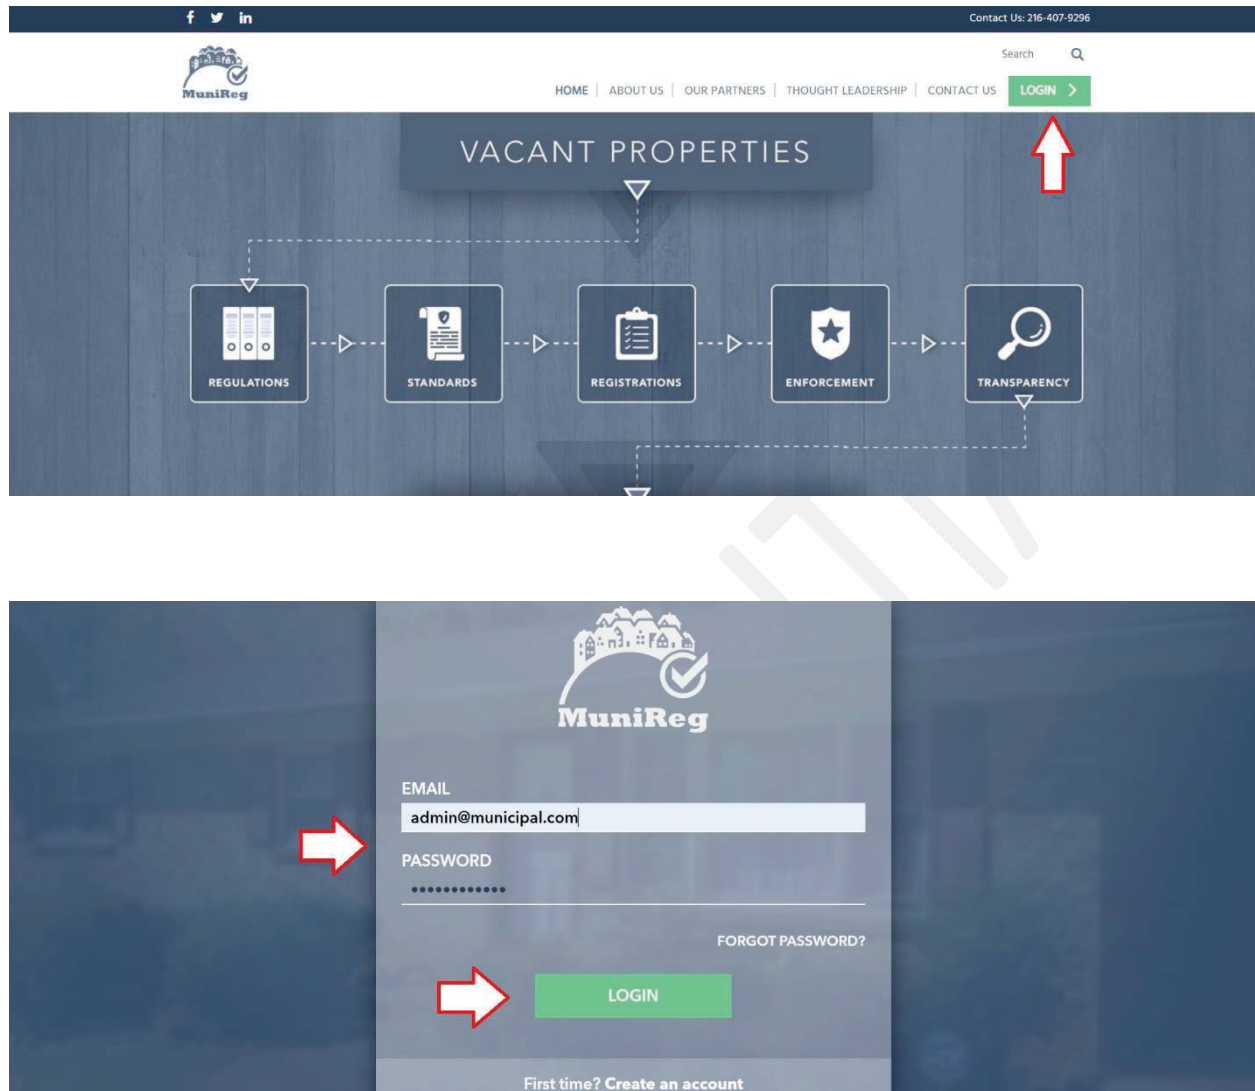 f in
Contact Us: 216-407-9296
Search
MuniReg
HOME | ABOUT US | OUR PARTNERS | THOUGHT LEADERSHIP | CONTACT US LOGIN
VACANT PROPERTIES
REGULATIONS STANDARDS REGISTRATIONS ENFORCEMENT TRANSPARENCY
MuniReg
EMAIL
admin@municipal.com
PASSWORD
••••••••••••
FORGOT PASSWORD?
LOGIN
First time? Create an account